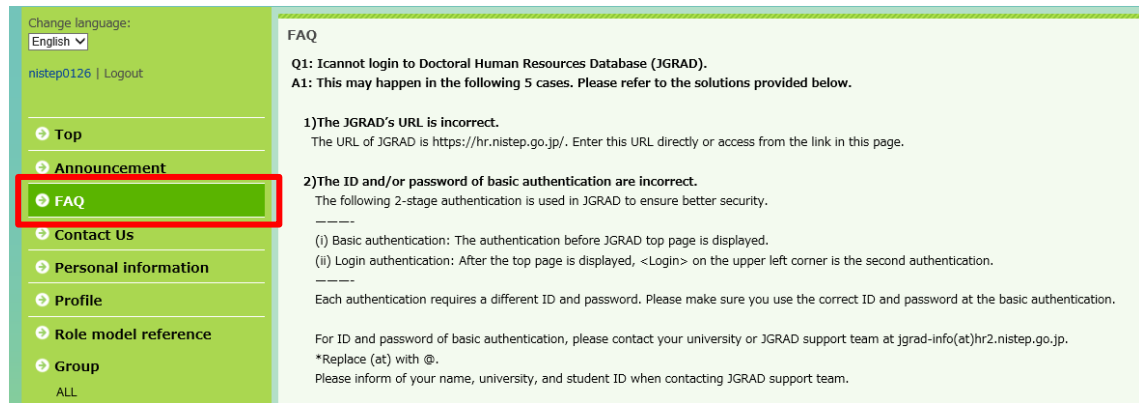 Change language:
English
nistep0126 | Logout
Top
Announcement
FAQ
Contact Us
Personal information
Profile
Role model reference
Group
ALL
FAQ
Q1: Icannot login to Doctoral Human Resources Database (JGRAD).
A1: This may happen in the following 5 cases. Please refer to the solutions provided below.
1)The JGRAD's URL is incorrect.
The URL of JGRAD is https://hr.nistep.go.jp/. Enter this URL directly or access from the link in this page.
2)The ID and/or password of basic authentication are incorrect.
The following 2-stage authentication is used in JGRAD to ensure better security.
———-
(i) Basic authentication: The authentication before JGRAD top page is displayed.
(ii) Login authentication: After the top page is displayed, <Login> on the upper left corner is the second authentication.
———-
Each authentication requires a different ID and password. Please make sure you use the correct ID and password at the basic authentication.
For ID and password of basic authentication, please contact your university or JGRAD support team at jgrad-info(at)hr2.nistep.go.jp.
*Replace (at) with @.
Please inform of your name, university, and student ID when contacting JGRAD support team.